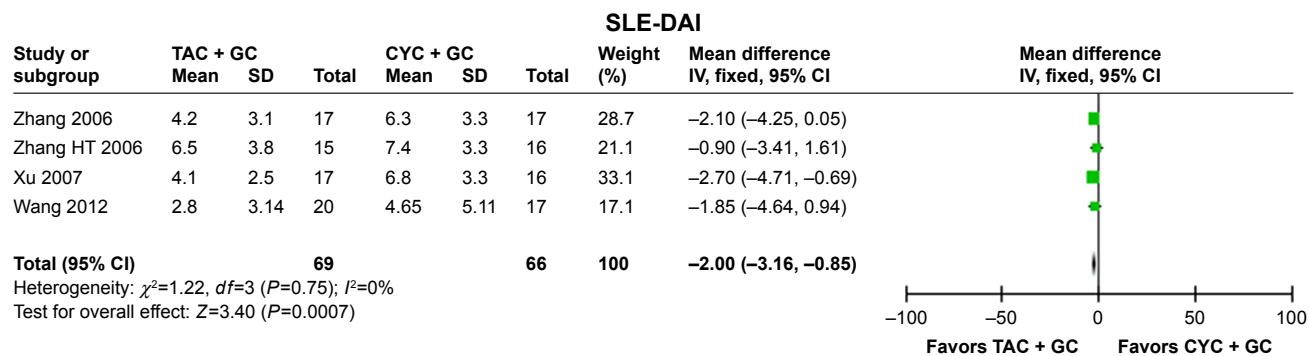 SLE-DAI
Study or subgroup TAC + GC CYC + GC Weight (%) Mean difference IV, fixed, 95% CI Mean difference IV, fixed, 95% CI
Mean SD Total Mean SD Total
Zhang 2006 4.2 3.1 17 6.3 3.3 17 28.7 –2.10 (–4.25, 0.05)
Zhang HT 2006 6.5 3.8 15 7.4 3.3 16 21.1 –0.90 (–3.41, 1.61)
Xu 2007 4.1 2.5 17 6.8 3.3 16 33.1 –2.70 (–4.71, –0.69)
Wang 2012 2.8 3.14 20 4.65 5.11 17 17.1 –1.85 (–4.64, 0.94)
Total (95% CI) 69 66 100 –2.00 (–3.16, –0.85)
Heterogeneity: χ²=1.22, df=3 (P=0.75); I²=0%
Test for overall effect: Z=3.40 (P=0.0007)
–100 –50 0 50 100
Favors TAC + GC Favors CYC + GC